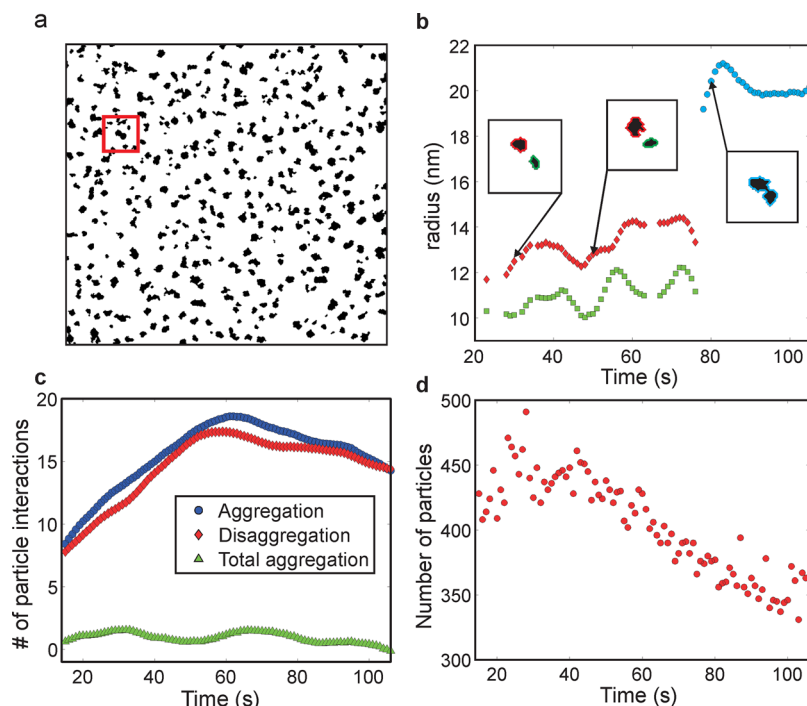 a
b
22
20
18
16
14
12
10
radius (nm)
20
40
60
80
100
Time (s)
c
20
15
10
5
0
# of particle interactions
Aggregation
Disaggregation
Total aggregation
20
40
60
80
100
Time (s)
d
500
450
400
350
300
Number of particles
20
40
60
80
100
Time (s)